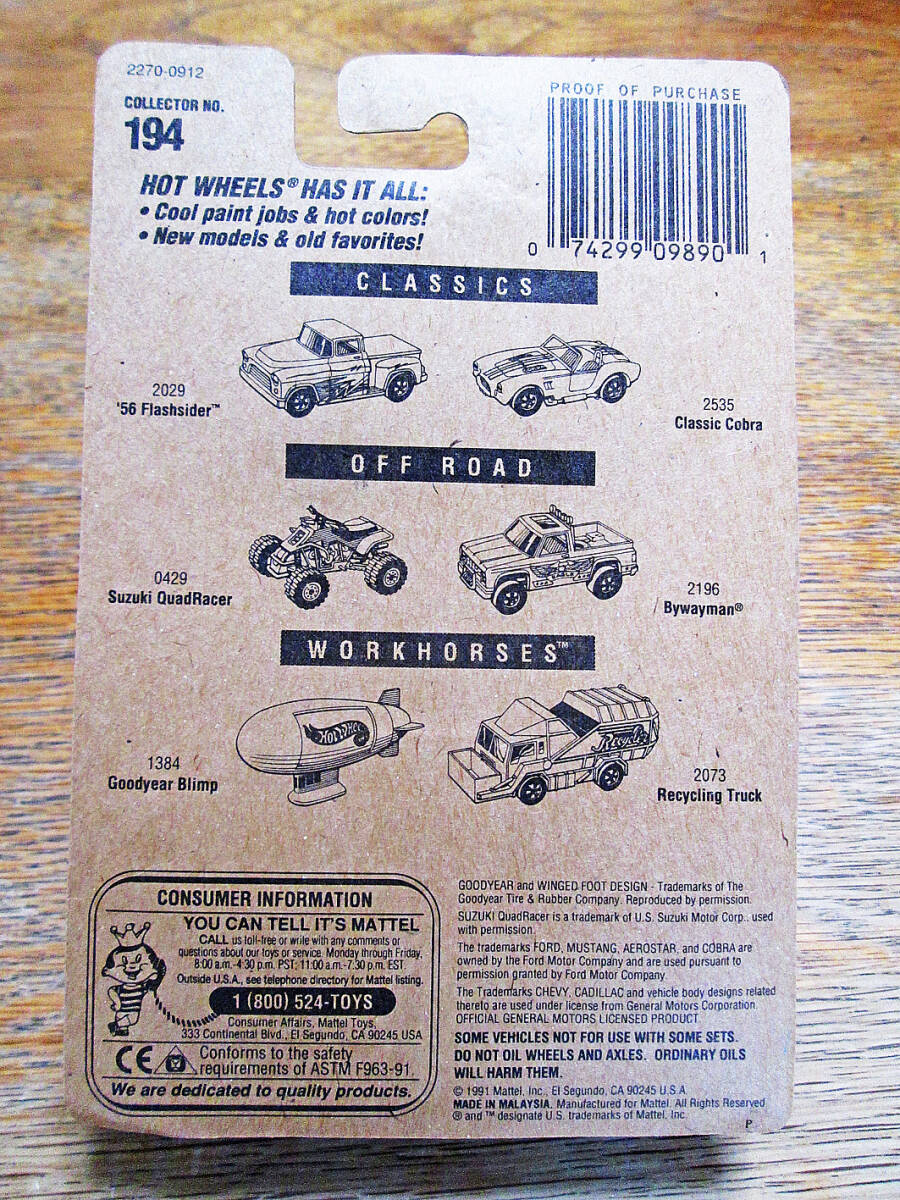 2270-0912
COLLECTOR NO.
194
PROOF OF PURCHASE
0 74299 09890 1
HOT WHEELS® HAS IT ALL:
• Cool paint jobs & hot colors!
• New models & old favorites!
CLASSICS
2029
'56 Flashsider™
2535
Classic Cobra
OFF ROAD
0429
Suzuki QuadRacer
2196
Bywayman®
WORKHORSES™
Hot Wheels
1384
Goodyear Blimp
Recycler
2073
Recycling Truck
CONSUMER INFORMATION
YOU CAN TELL IT'S MATTEL
CALL us toll-free or write with any comments or
questions about our toys or service. Monday through Friday,
8:00 a.m.-4:30 p.m. PST; 11:00 a.m.-7:30 p.m. EST.
Outside U.S.A., see telephone directory for Mattel listing.
1 (800) 524-TOYS
Consumer Affairs, Mattel Toys,
333 Continental Blvd., El Segundo, CA 90245 USA
CE Conforms to the safety
requirements of ASTM F963-91.
We are dedicated to quality products.
GOODYEAR and WINGED FOOT DESIGN - Trademarks of The
Goodyear Tire & Rubber Company. Reproduced by permission.
SUZUKI QuadRacer is a trademark of U.S. Suzuki Motor Corp., used
with permission.
The trademarks FORD, MUSTANG, AEROSTAR, and COBRA are
owned by the Ford Motor Company and are used pursuant to
permission granted by Ford Motor Company.
The Trademarks CHEVY, CADILLAC and vehicle body designs related
thereto are used under license from General Motors Corporation.
OFFICIAL GENERAL MOTORS LICENSED PRODUCT.
SOME VEHICLES NOT FOR USE WITH SOME SETS.
DO NOT OIL WHEELS AND AXLES. ORDINARY OILS
WILL HARM THEM.
© 1991 Mattel, Inc., El Segundo, CA 90245 U.S.A.
MADE IN MALAYSIA. Manufactured for Mattel. All Rights Reserved.
® and ™ designate U.S. trademarks of Mattel, Inc.
P